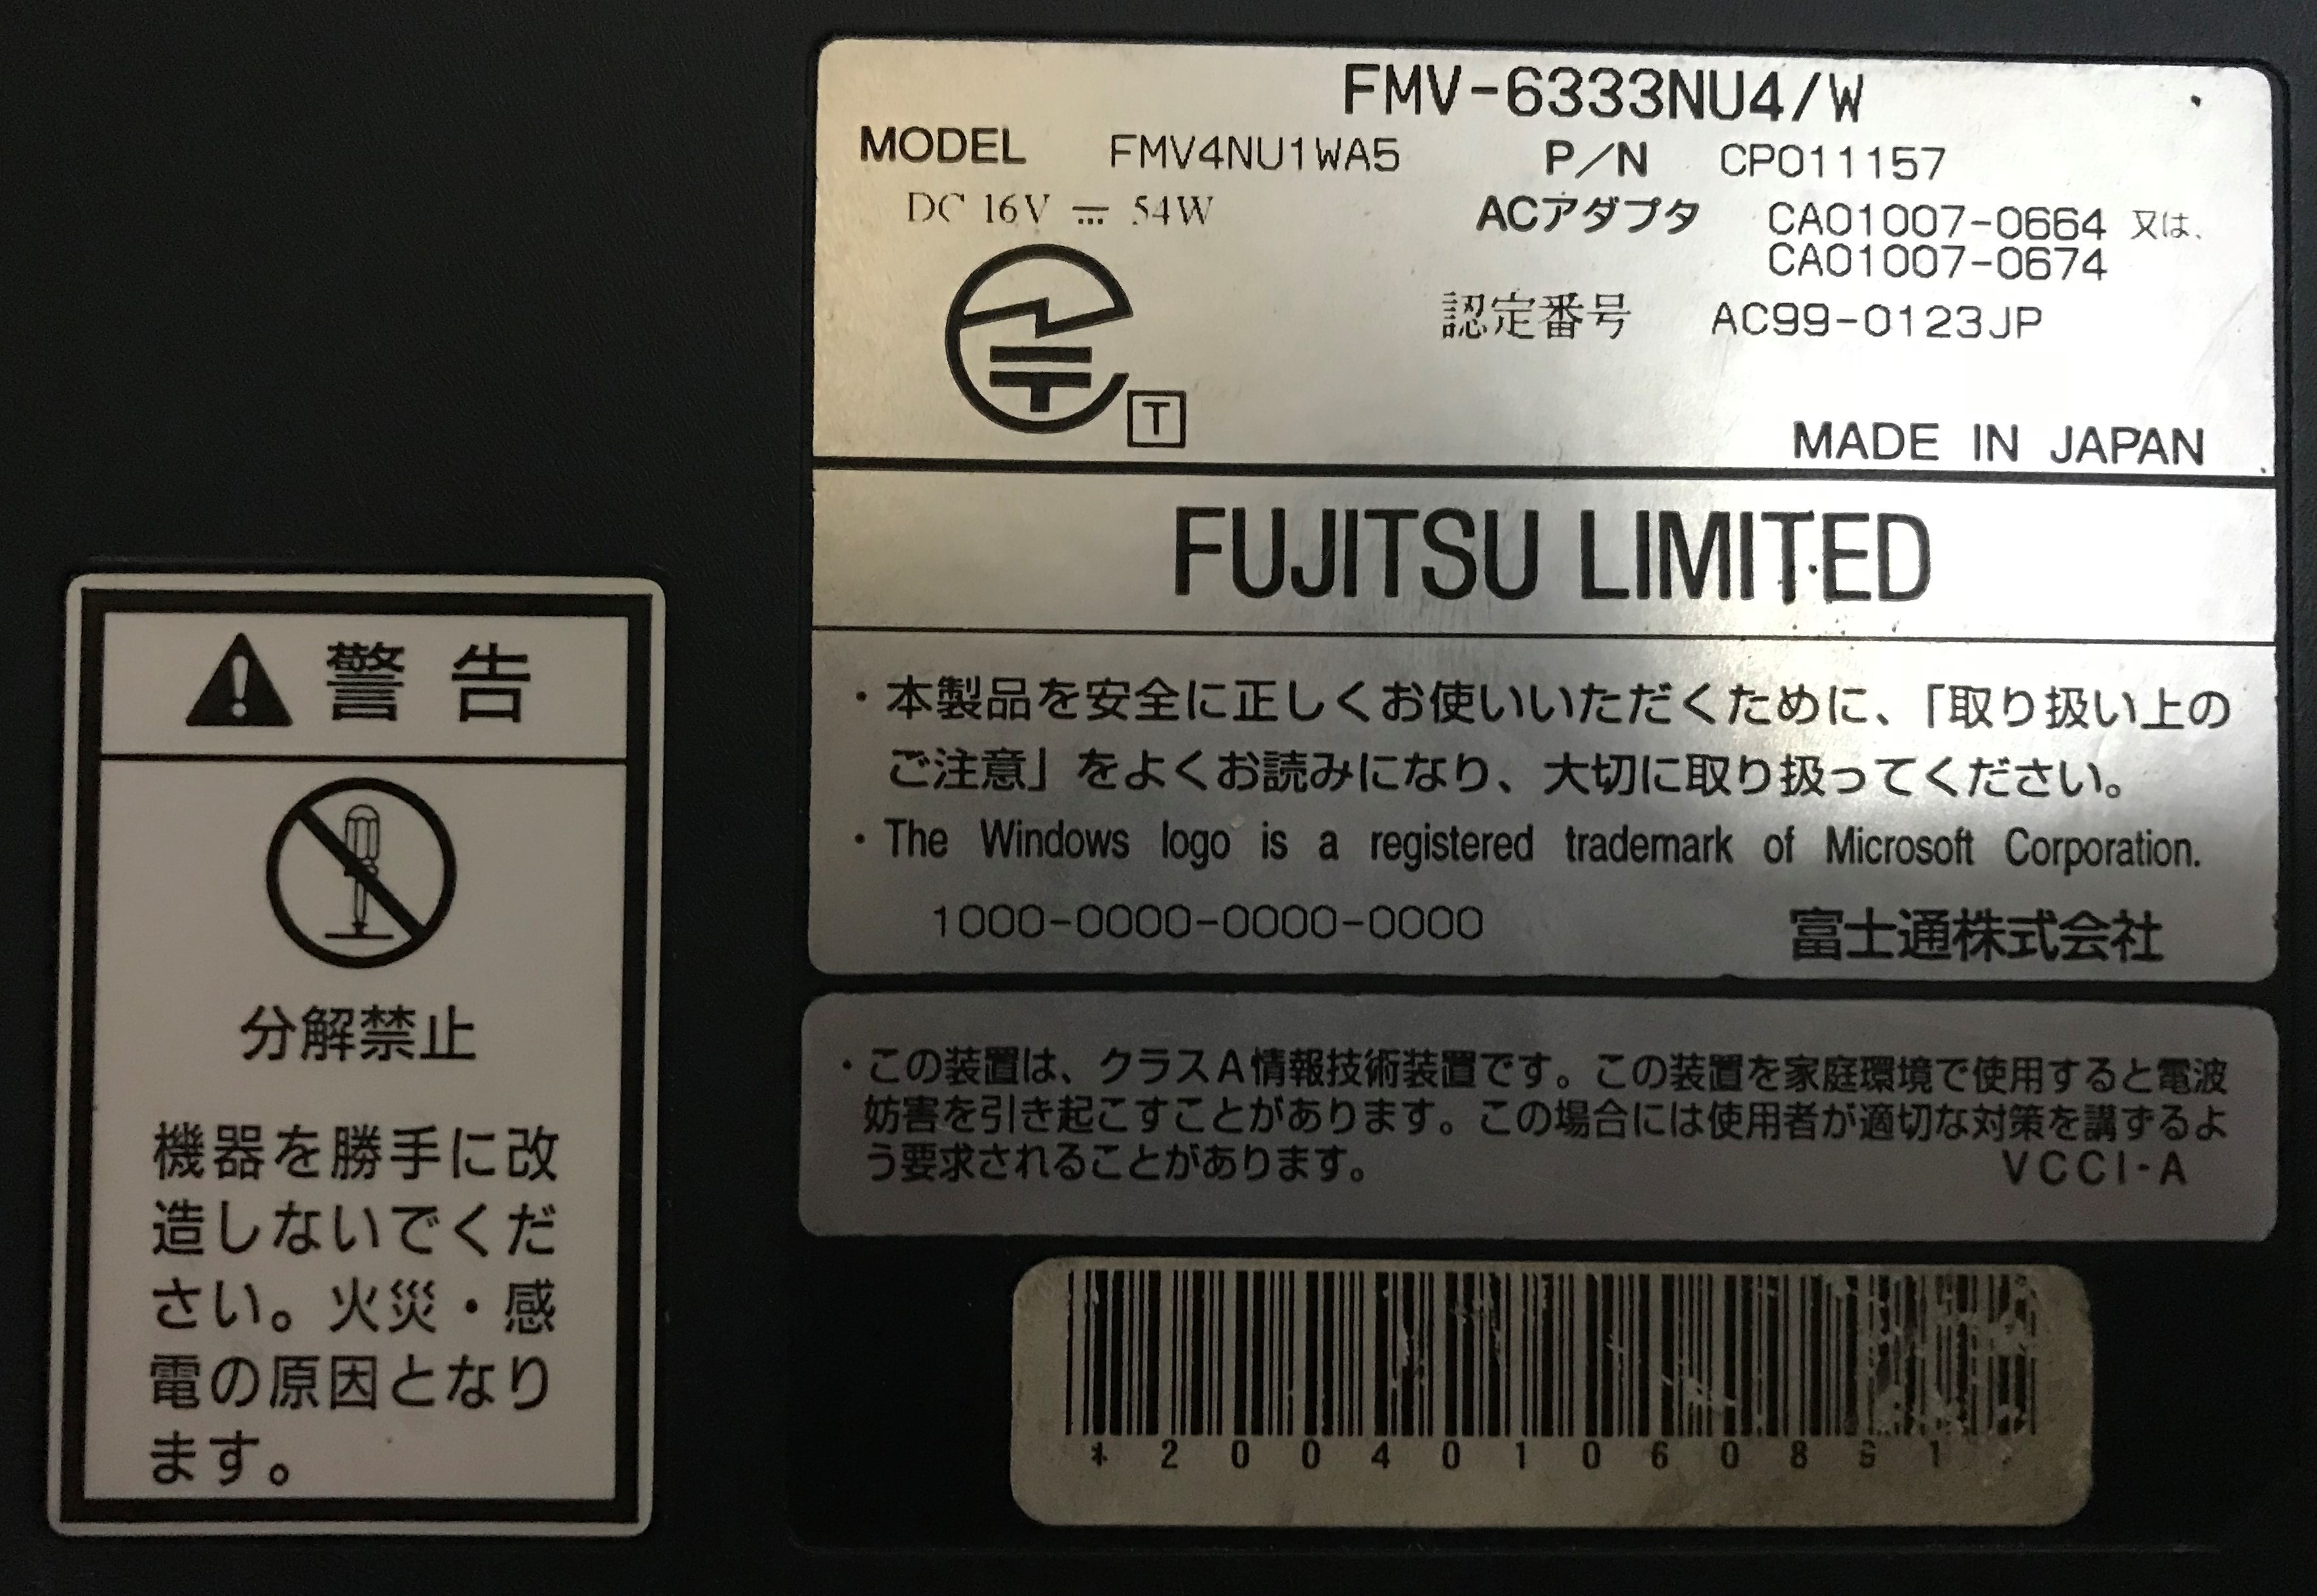 FMV-6333NU4/W
MODEL FMV4NU1WA5 P/N CP011157
DC 16V ⎓ 54W ACアダプタ CA01007-0664 又は、
CA01007-0674
認定番号 AC99-0123JP
T
MADE IN JAPAN
FUJITSU LIMITED
・本製品を安全に正しくお使いいただくために、「取り扱い上の
ご注意」をよくお読みになり、大切に取り扱ってください。
・The Windows logo is a registered trademark of Microsoft Corporation.
1000-0000-0000-0000 富士通株式会社
・この装置は、クラスA情報技術装置です。この装置を家庭環境で使用すると電波
妨害を引き起こすことがあります。この場合には使用者が適切な対策を講ずるよ
う要求されることがあります。 VCCI-A
警告
分解禁止
機器を勝手に改
造しないでくだ
さい。火災・感
電の原因となり
ます。